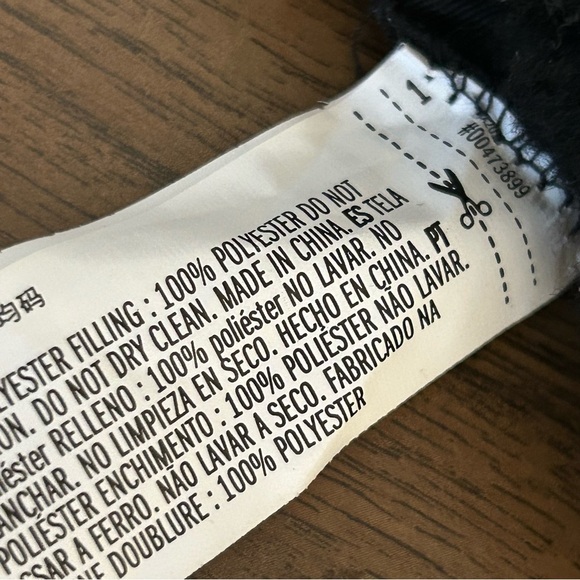 1
#00473899
码
YESTER FILLING : 100% POLYESTER DO NOT
ON. DO NOT DRY CLEAN. MADE IN CHINA. ES TELA
iéster RELLENO : 100% poliéster NO LAVAR. NO
ANCHAR. NO LIMPIEZA EN SECO. HECHO EN CHINA. PT
POLIÉSTER ENCHIMENTO : 100% POLIÉSTER NÃO LAVAR.
SSAR A FERRO. NÃO LAVAR A SECO. FABRICADO NA
NE DOUBLURE : 100% POLYESTER